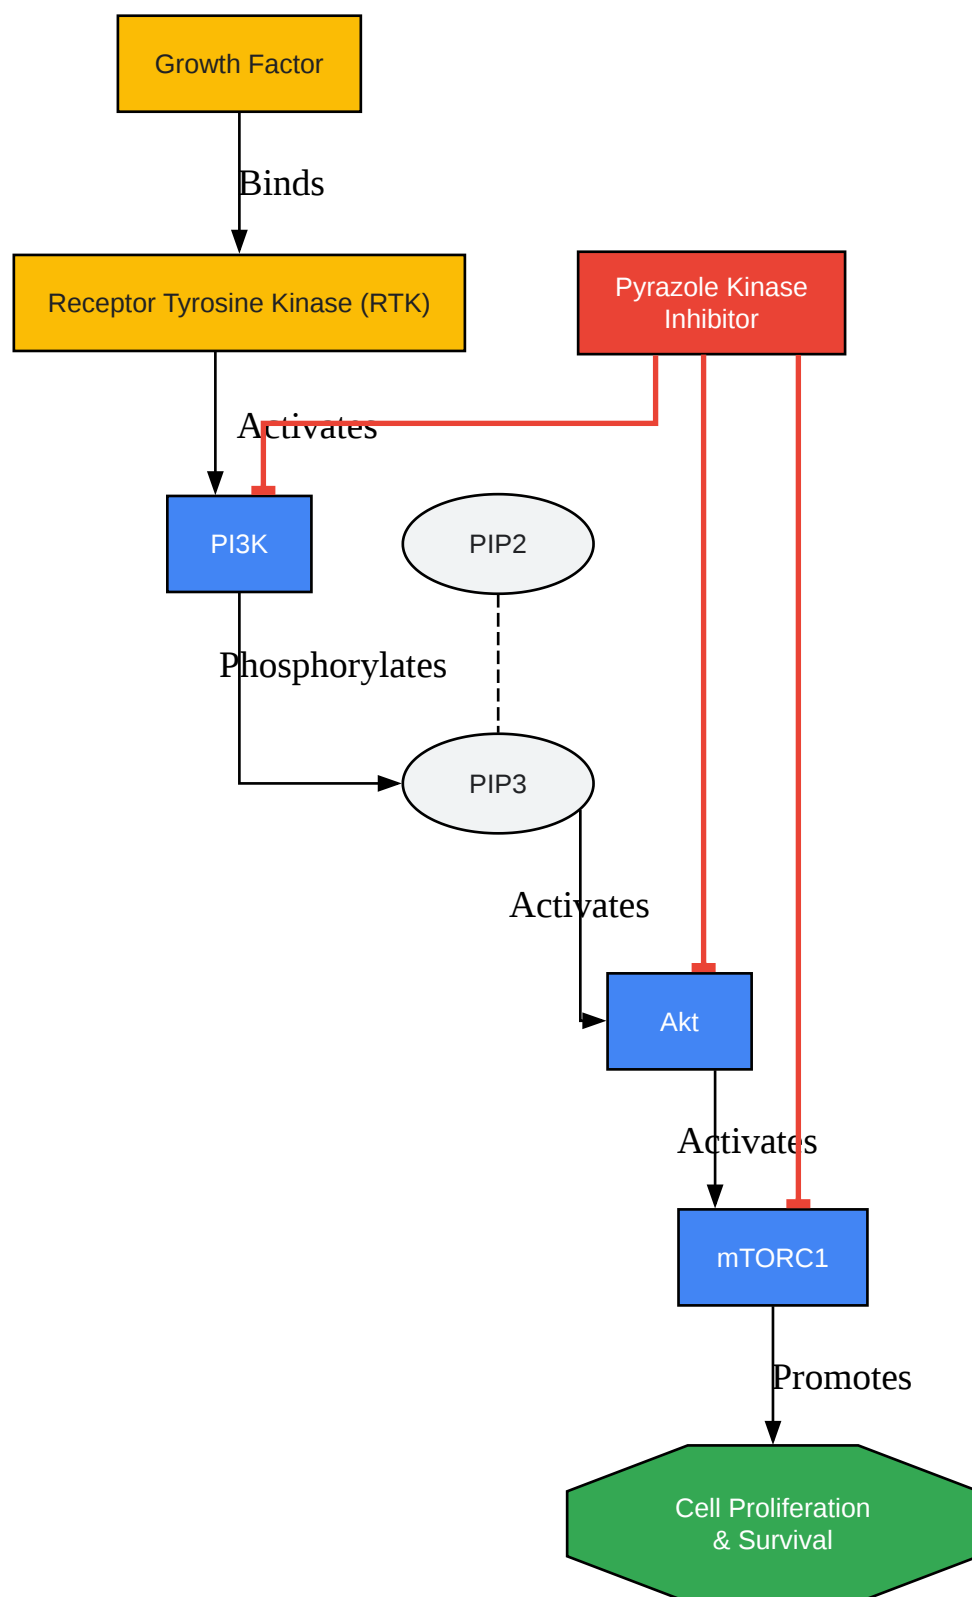 Growth Factor
Binds
Receptor Tyrosine Kinase (RTK)
Pyrazole Kinase
Inhibitor
Activates
PI3K
PIP2
Phosphorylates
PIP3
Activates
Akt
Activates
mTORC1
Promotes
Cell Proliferation
& Survival